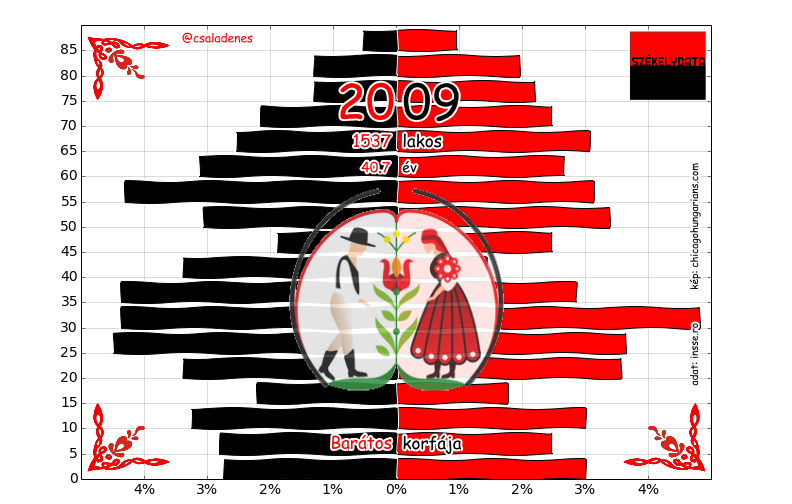 @csaladenes
SZÉKELYDATA
2009
1537 lakos
40.7 év
kép: chicagohungarians.com
adat: insse.ro
Barátos korfája
85
80
75
70
65
60
55
50
45
40
35
30
25
20
15
10
5
0
4% 3% 2% 1% 0% 1% 2% 3% 4%